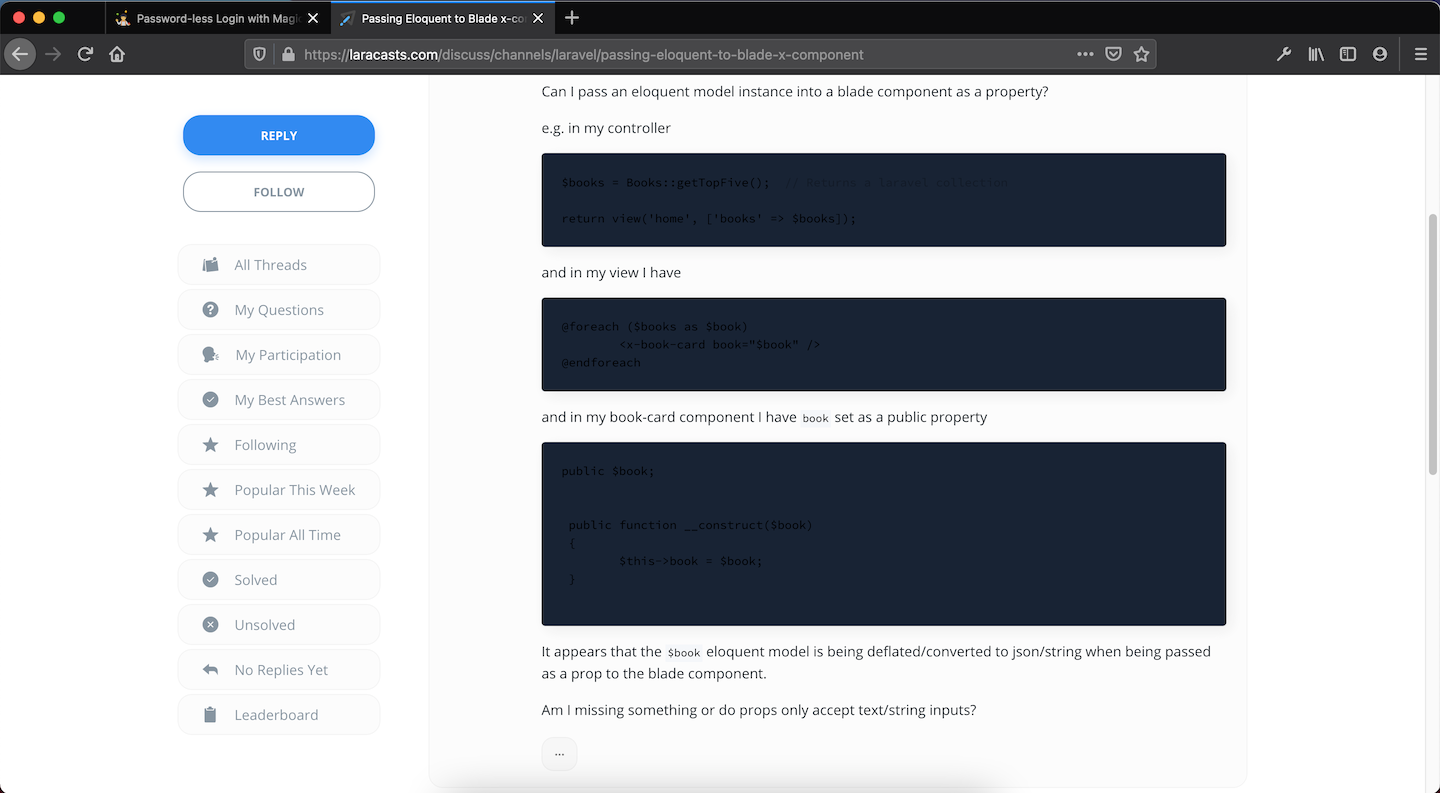 Password-less Login with Magic
Passing Eloquent to Blade x-co
https://laracasts.com/discuss/channels/laravel/passing-eloquent-to-blade-x-component
REPLY
FOLLOW
All Threads
My Questions
My Participation
My Best Answers
Following
Popular This Week
Popular All Time
Solved
Unsolved
No Replies Yet
Leaderboard
Can I pass an eloquent model instance into a blade component as a property?
e.g. in my controller
$books = Books::getTopFive();  // Returns a laravel collection
return view('home', ['books' => $books]);
and in my view I have
@foreach ($books as $book)
<x-book-card book="$book" />
@endforeach
and in my book-card component I have book set as a public property
public $book;
public function __construct($book)
{
$this->book = $book;
}
It appears that the $book eloquent model is being deflated/converted to json/string when being passed
as a prop to the blade component.
Am I missing something or do props only accept text/string inputs?
...